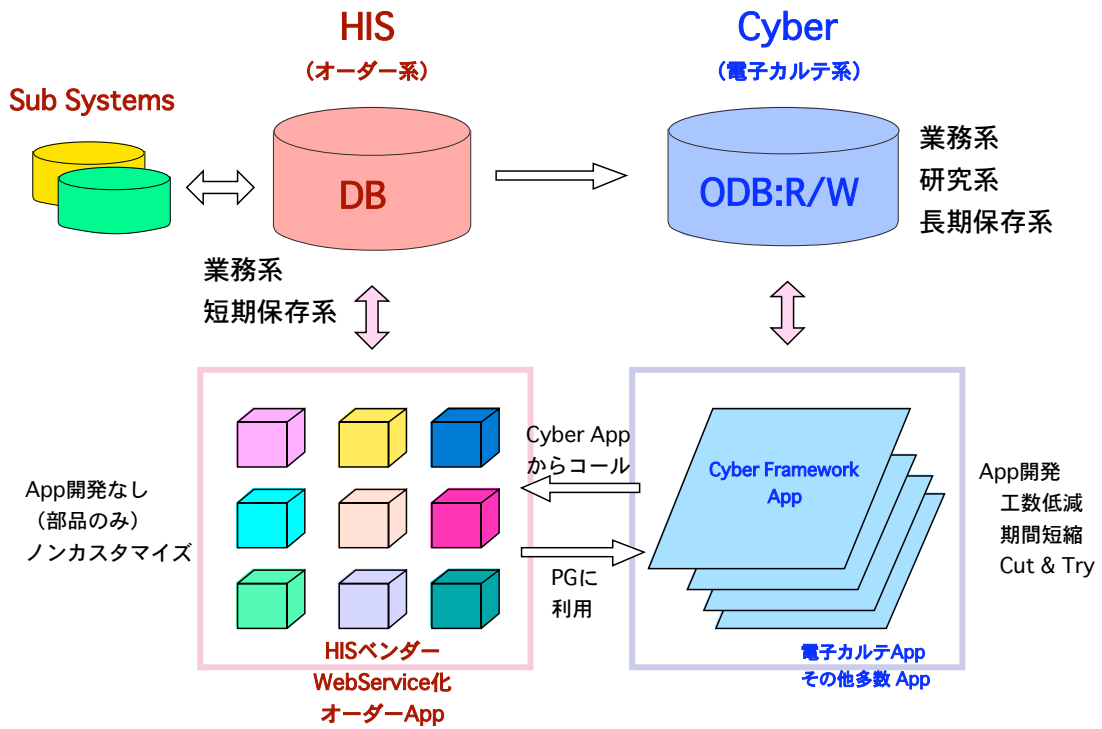 HIS
（オーダー系）
Cyber
（電子カルテ系）
Sub Systems
DB
ODB:R/W
業務系
研究系
長期保存系
業務系
短期保存系
App開発なし
（部品のみ）
ノンカスタマイズ
Cyber App
からコール
PGに
利用
Cyber Framework
App
App開発
工数低減
期間短縮
Cut & Try
HISベンダー
WebService化
オーダーApp
電子カルテApp
その他多数 App